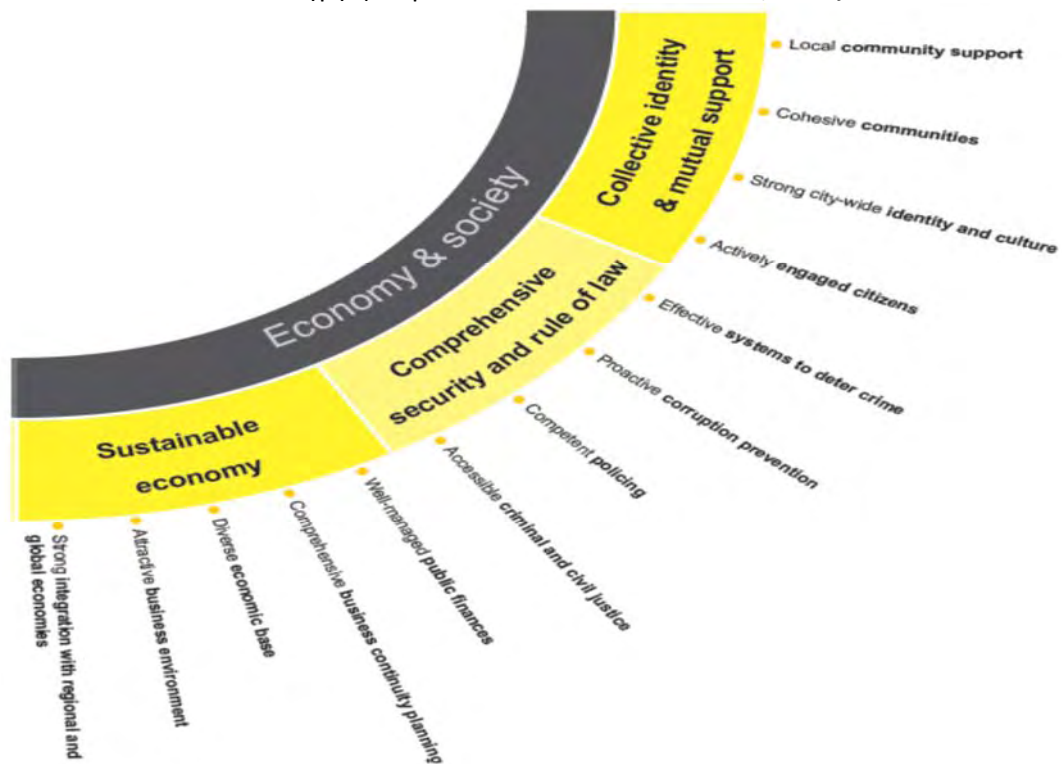 Economy & society
Collective identity
& mutual support
Local community support
Cohesive communities
Strong city-wide identity and culture
Actively engaged citizens
Comprehensive
security and rule of law
Effective systems to deter crime
Proactive corruption prevention
Competent policing
Accessible criminal and civil justice
Sustainable
economy
Well-managed public finances
Comprehensive business continuity planning
Diverse economic base
Attractive business environment
Strong integration with regional and
global economies